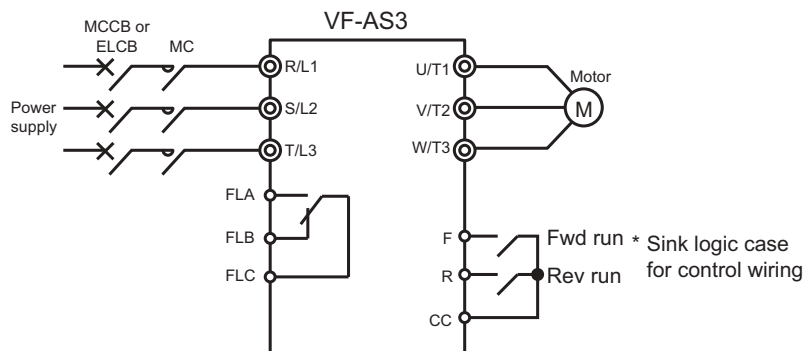 VF-AS3
MCCB or
ELCB
MC
R/L1
U/T1
Motor
Power
supply
S/L2
V/T2
M
T/L3
W/T3
FLA
FLB
F
Fwd run
* Sink logic case
for control wiring
FLC
R
Rev run
CC